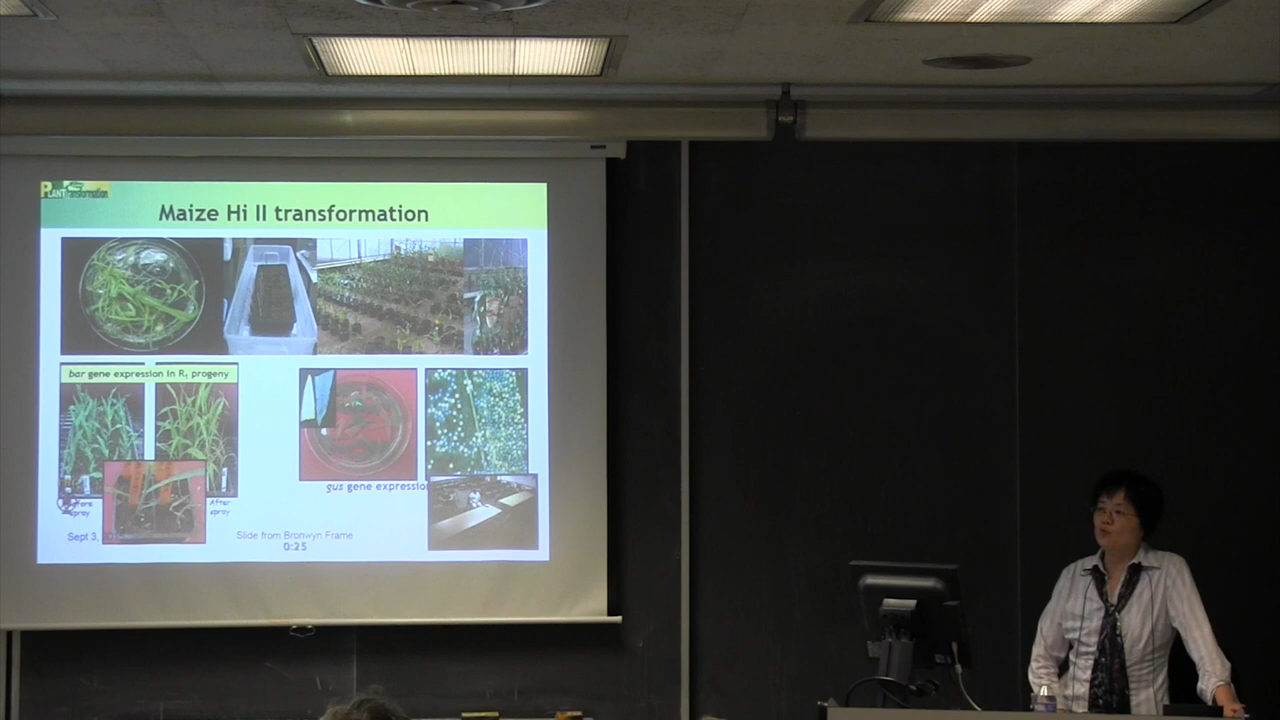 PLANT Transformation
Maize Hi II transformation
bar gene expression in R1 progeny
gus gene expression
After
spray
spray
Sept 3,
Slide from Bronwyn Frame
0:25